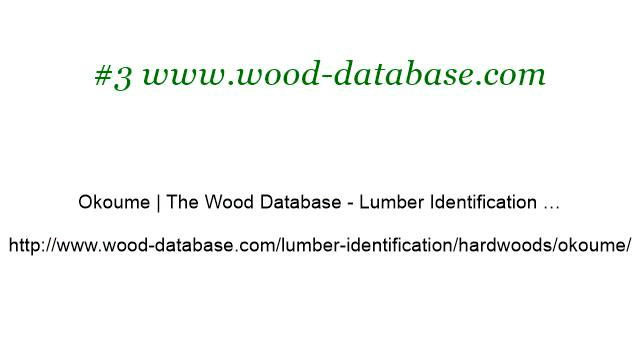 #3 www.wood-database.com
Okoume | The Wood Database - Lumber Identification …
http://www.wood-database.com/lumber-identification/hardwoods/okoume/